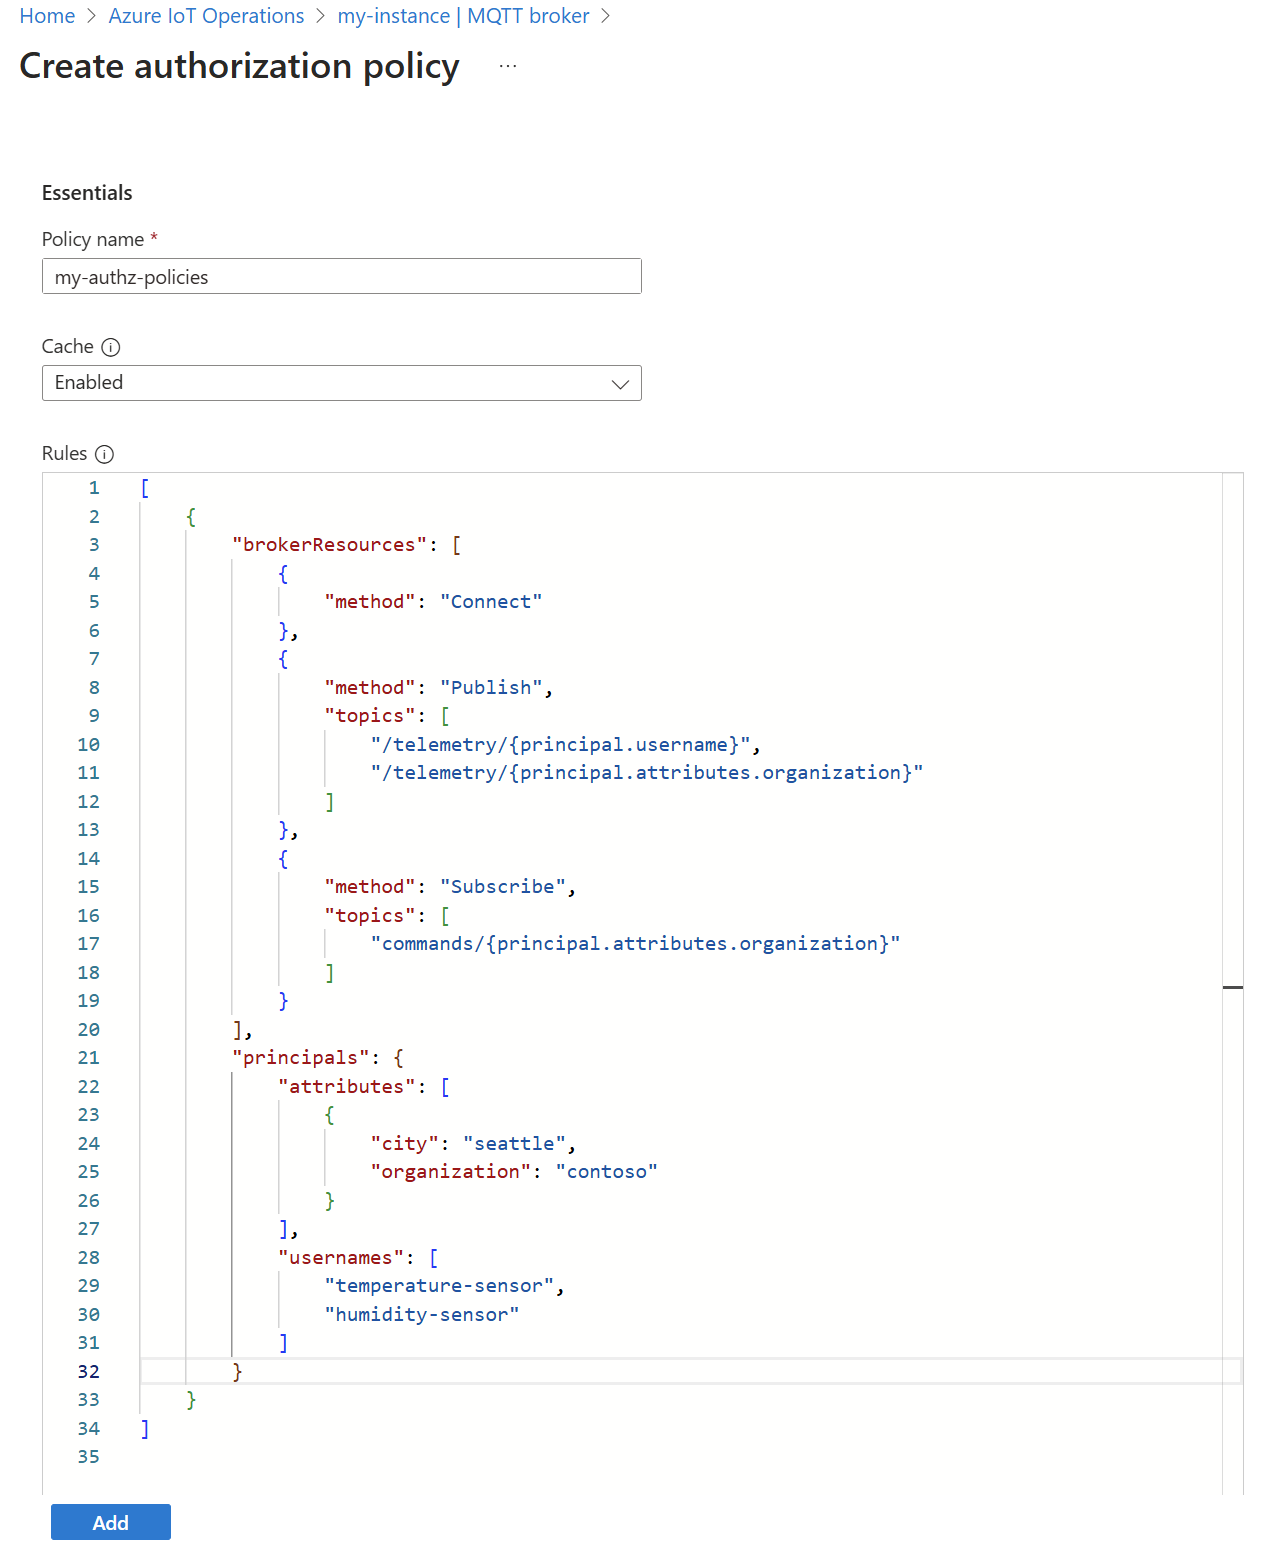 Home > Azure IoT Operations > my-instance | MQTT broker >
Create authorization policy ...
Essentials
Policy name *
my-authz-policies
Cache
Enabled
Rules
1 [
2     {
3         "brokerResources": [
4             {
5                 "method": "Connect"
6             },
7             {
8                 "method": "Publish",
9                 "topics": [
10                     "/telemetry/{principal.username}",
11                     "/telemetry/{principal.attributes.organization}"
12                 ]
13             },
14             {
15                 "method": "Subscribe",
16                 "topics": [
17                     "commands/{principal.attributes.organization}"
18                 ]
19             }
20         ],
21         "principals": {
22             "attributes": [
23                 {
24                     "city": "seattle",
25                     "organization": "contoso"
26                 }
27             ],
28             "usernames": [
29                 "temperature-sensor",
30                 "humidity-sensor"
31             ]
32         }
33     }
34 ]
35
Add